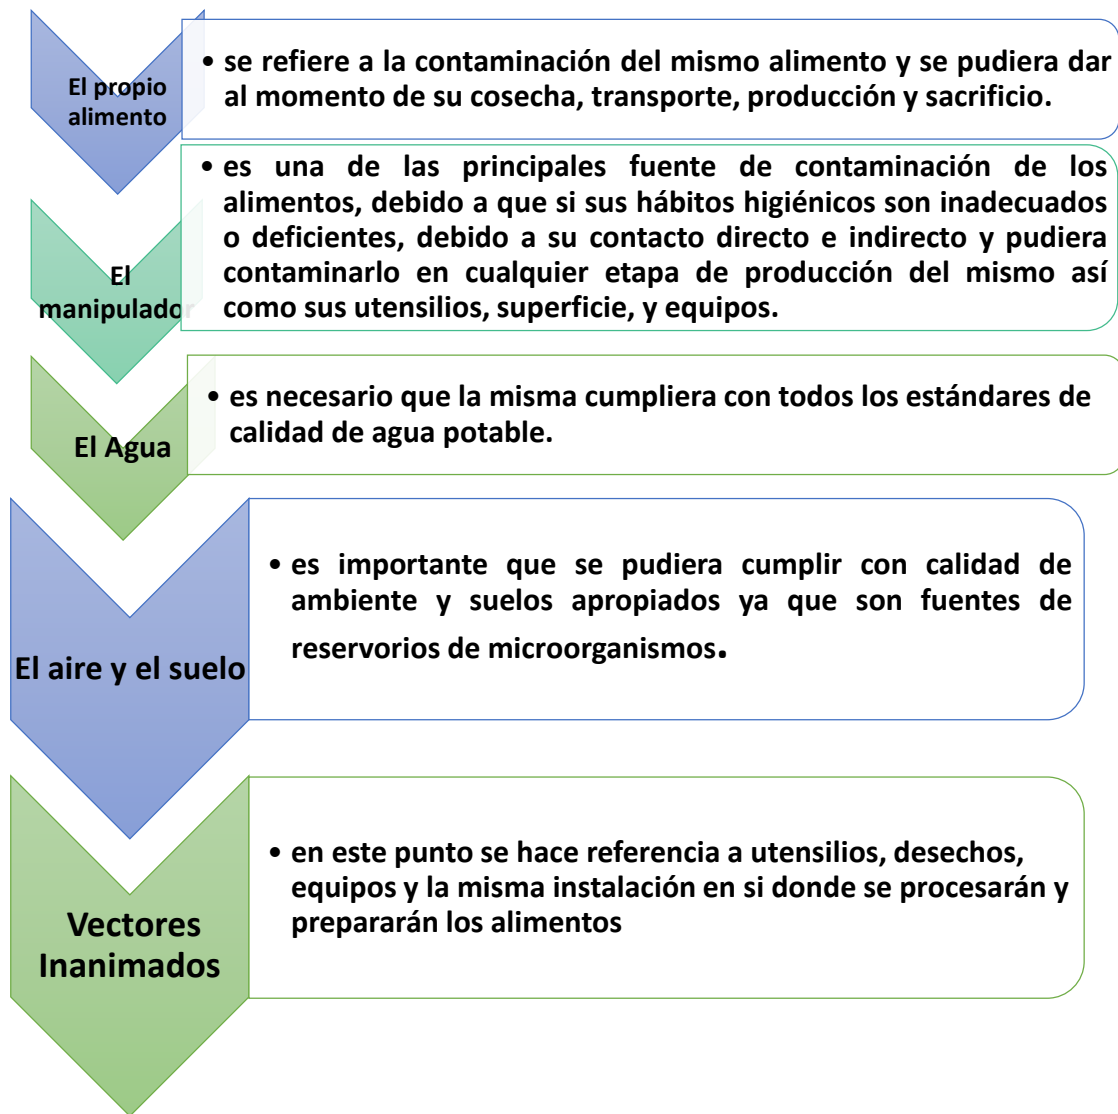 El propio
alimento
• se refiere a la contaminación del mismo alimento y se pudiera dar
al momento de su cosecha, transporte, producción y sacrificio.
El
manipulador
• es una de las principales fuente de contaminación de los
alimentos, debido a que si sus hábitos higiénicos son inadecuados
o deficientes, debido a su contacto directo e indirecto y pudiera
contaminarlo en cualquier etapa de producción del mismo así
como sus utensilios, superficie, y equipos.
El Agua
• es necesario que la misma cumpliera con todos los estándares de
calidad de agua potable.
El aire y el suelo
• es importante que se pudiera cumplir con calidad de
ambiente y suelos apropiados ya que son fuentes de
reservorios de microorganismos.
Vectores
Inanimados
• en este punto se hace referencia a utensilios, desechos,
equipos y la misma instalación en si donde se procesarán y
prepararán los alimentos